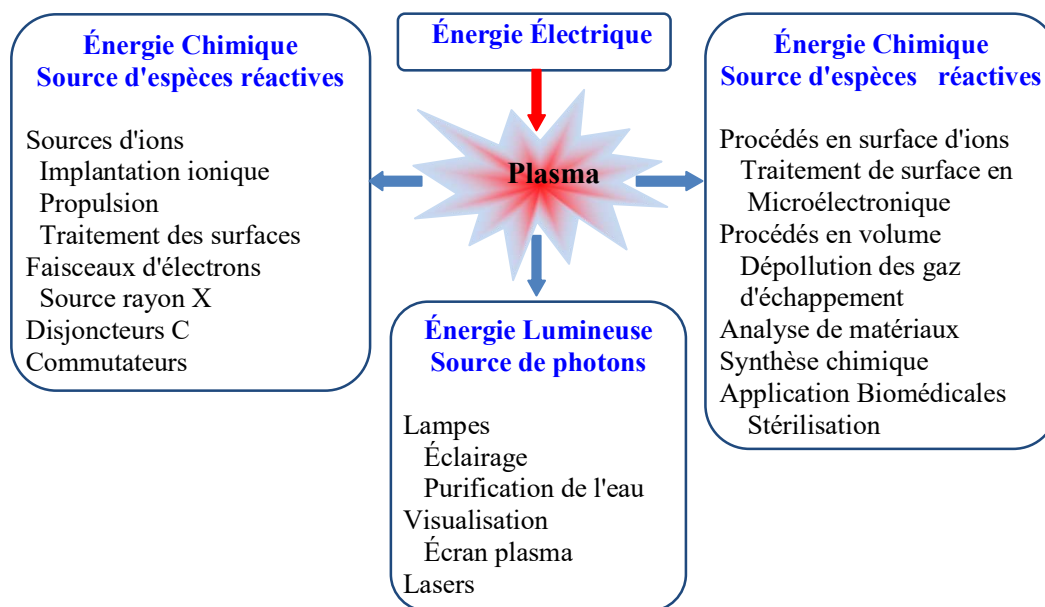 Énergie Chimique
Source d'espèces réactives
Sources d'ions
Implantation ionique
Propulsion
Traitement des surfaces
Faisceaux d'électrons
Source rayon X
Disjoncteurs C
Commutateurs
Énergie Électrique
Plasma
Énergie Lumineuse
Source de photons
Lampes
Éclairage
Purification de l'eau
Visualisation
Écran plasma
Lasers
Énergie Chimique
Source d'espèces réactives
Procédés en surface d'ions
Traitement de surface en
Microélectronique
Procédés en volume
Dépollution des gaz
d'échappement
Analyse de matériaux
Synthèse chimique
Application Biomédicales
Stérilisation